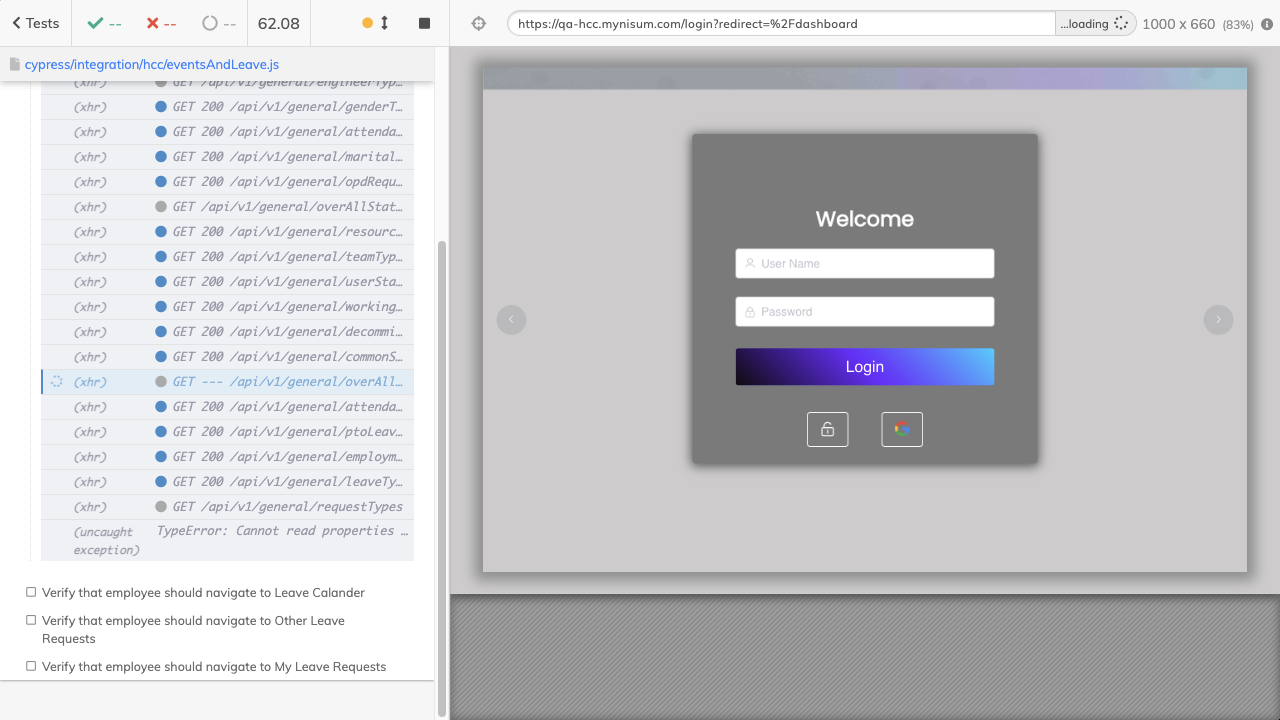 Tests
--
--
--
62.08
https://qa-hcc.mynisum.com/login?redirect=%2Fdashboard
...loading
1000 x 660 (83%)
cypress/integration/hcc/eventsAndLeave.js
(xhr) GET /api/v1/general/engineerTyp...
(xhr) GET 200 /api/v1/general/genderT...
(xhr) GET 200 /api/v1/general/attenda...
(xhr) GET 200 /api/v1/general/marital...
(xhr) GET 200 /api/v1/general/opdRequ...
(xhr) GET /api/v1/general/overAllStat...
(xhr) GET 200 /api/v1/general/resourc...
(xhr) GET 200 /api/v1/general/teamTyp...
(xhr) GET 200 /api/v1/general/userSta...
(xhr) GET 200 /api/v1/general/working...
(xhr) GET 200 /api/v1/general/decommi...
(xhr) GET 200 /api/v1/general/commonS...
(xhr) GET --- /api/v1/general/overAll...
(xhr) GET 200 /api/v1/general/attenda...
(xhr) GET 200 /api/v1/general/ptoLeav...
(xhr) GET 200 /api/v1/general/employm...
(xhr) GET 200 /api/v1/general/leaveTy...
(xhr) GET /api/v1/general/requestTypes
(uncaught TypeError: Cannot read properties ...
exception)
Verify that employee should navigate to Leave Calander
Verify that employee should navigate to Other Leave
Requests
Verify that employee should navigate to My Leave Requests
Welcome
User Name
Password
Login